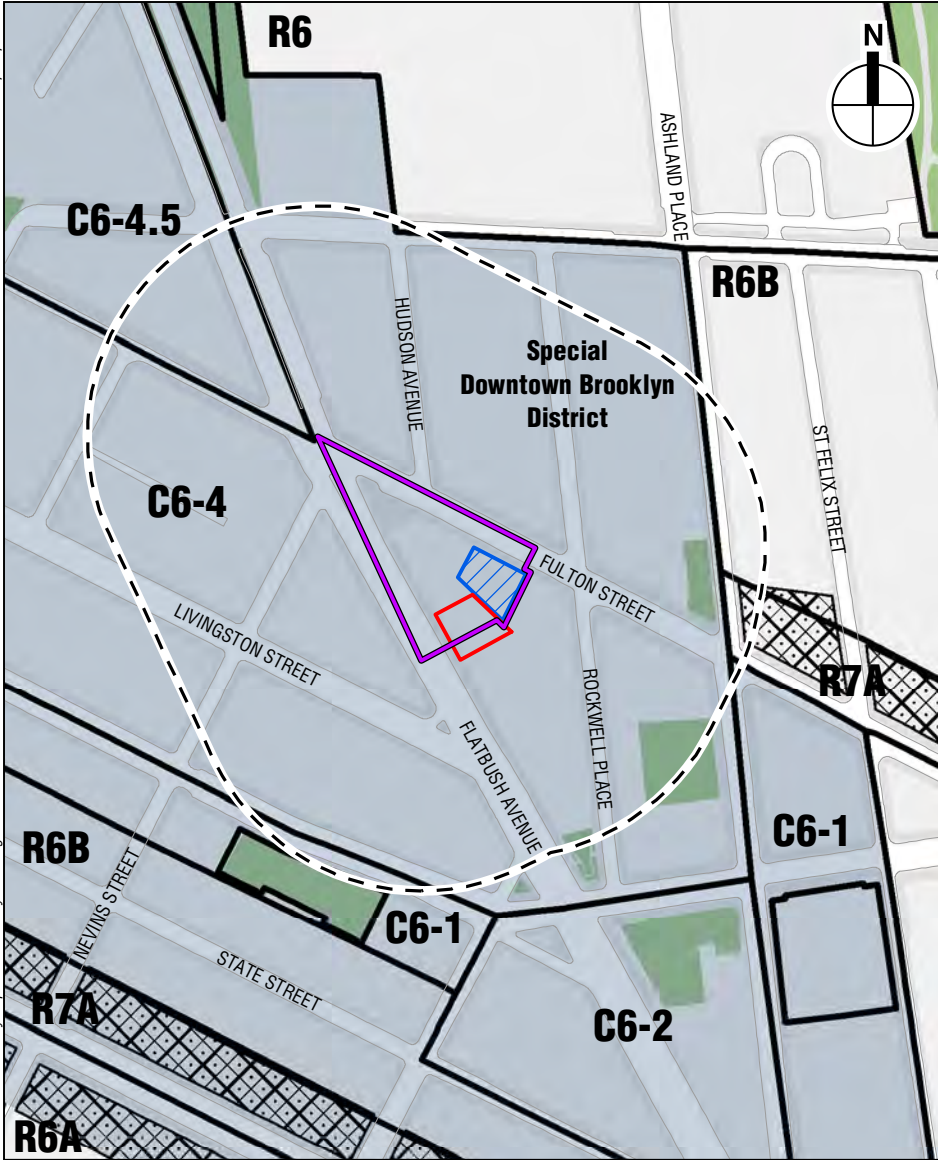 R6
N
ASHLAND PLACE
C6-4.5
R6B
HUDSON AVENUE
Special
Downtown Brooklyn
District
ST FELIX STREET
C6-4
FULTON STREET
LIVINGSTON STREET
R7A
ROCKWELL PLACE
FLATBUSH AVENUE
C6-1
R6B
NEVINS STREET
C6-1
STATE STREET
R7A
C6-2
R6A